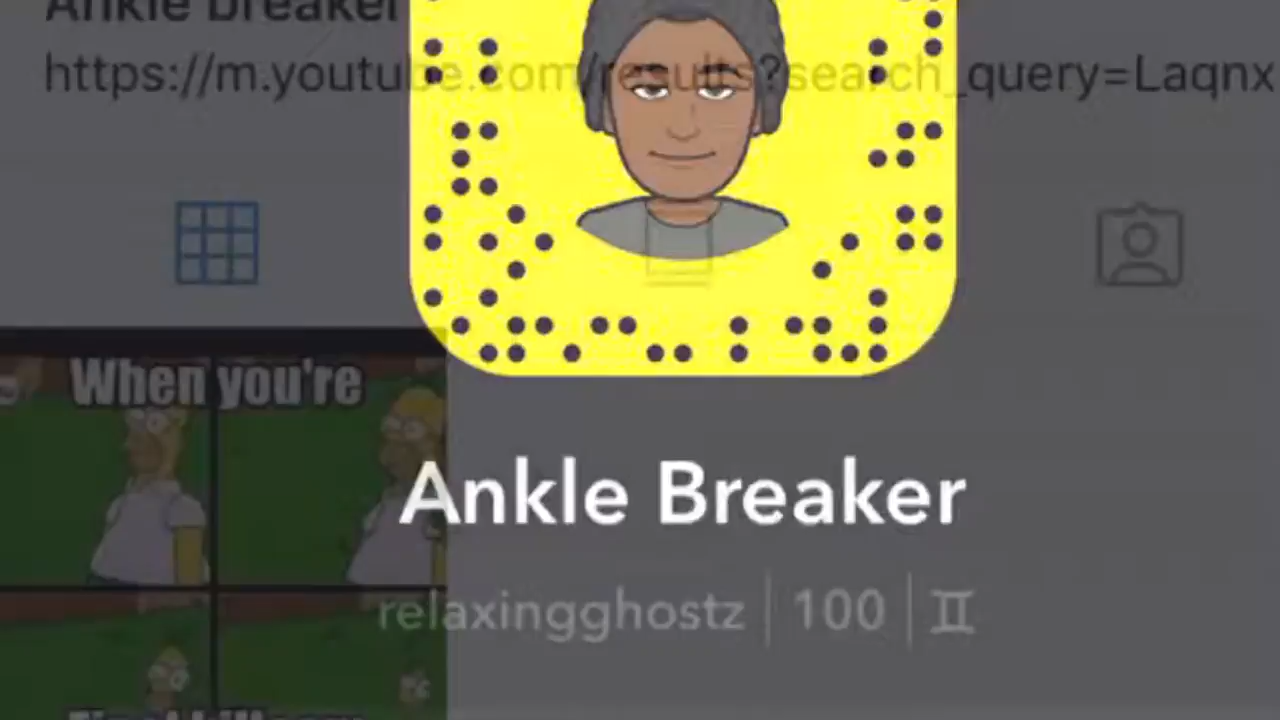 Ankle breaker
https://m.youtube.com/results?search_query=Laqnx
When you're
Ankle Breaker
relaxingghostz | 100 | ♊